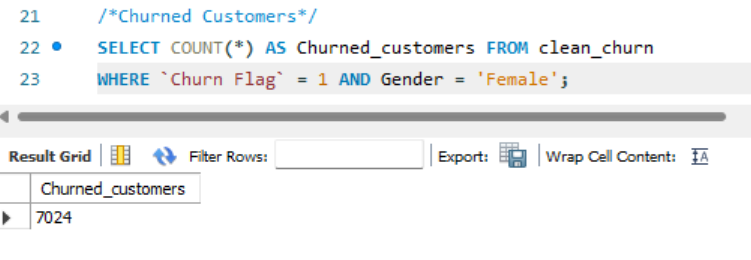 21 /*Churned Customers*/
22 SELECT COUNT(*) AS Churned_customers FROM clean_churn
23 WHERE `Churn Flag` = 1 AND Gender = 'Female';
Result Grid Filter Rows: Export: Wrap Cell Content: IA
Churned_customers
7024